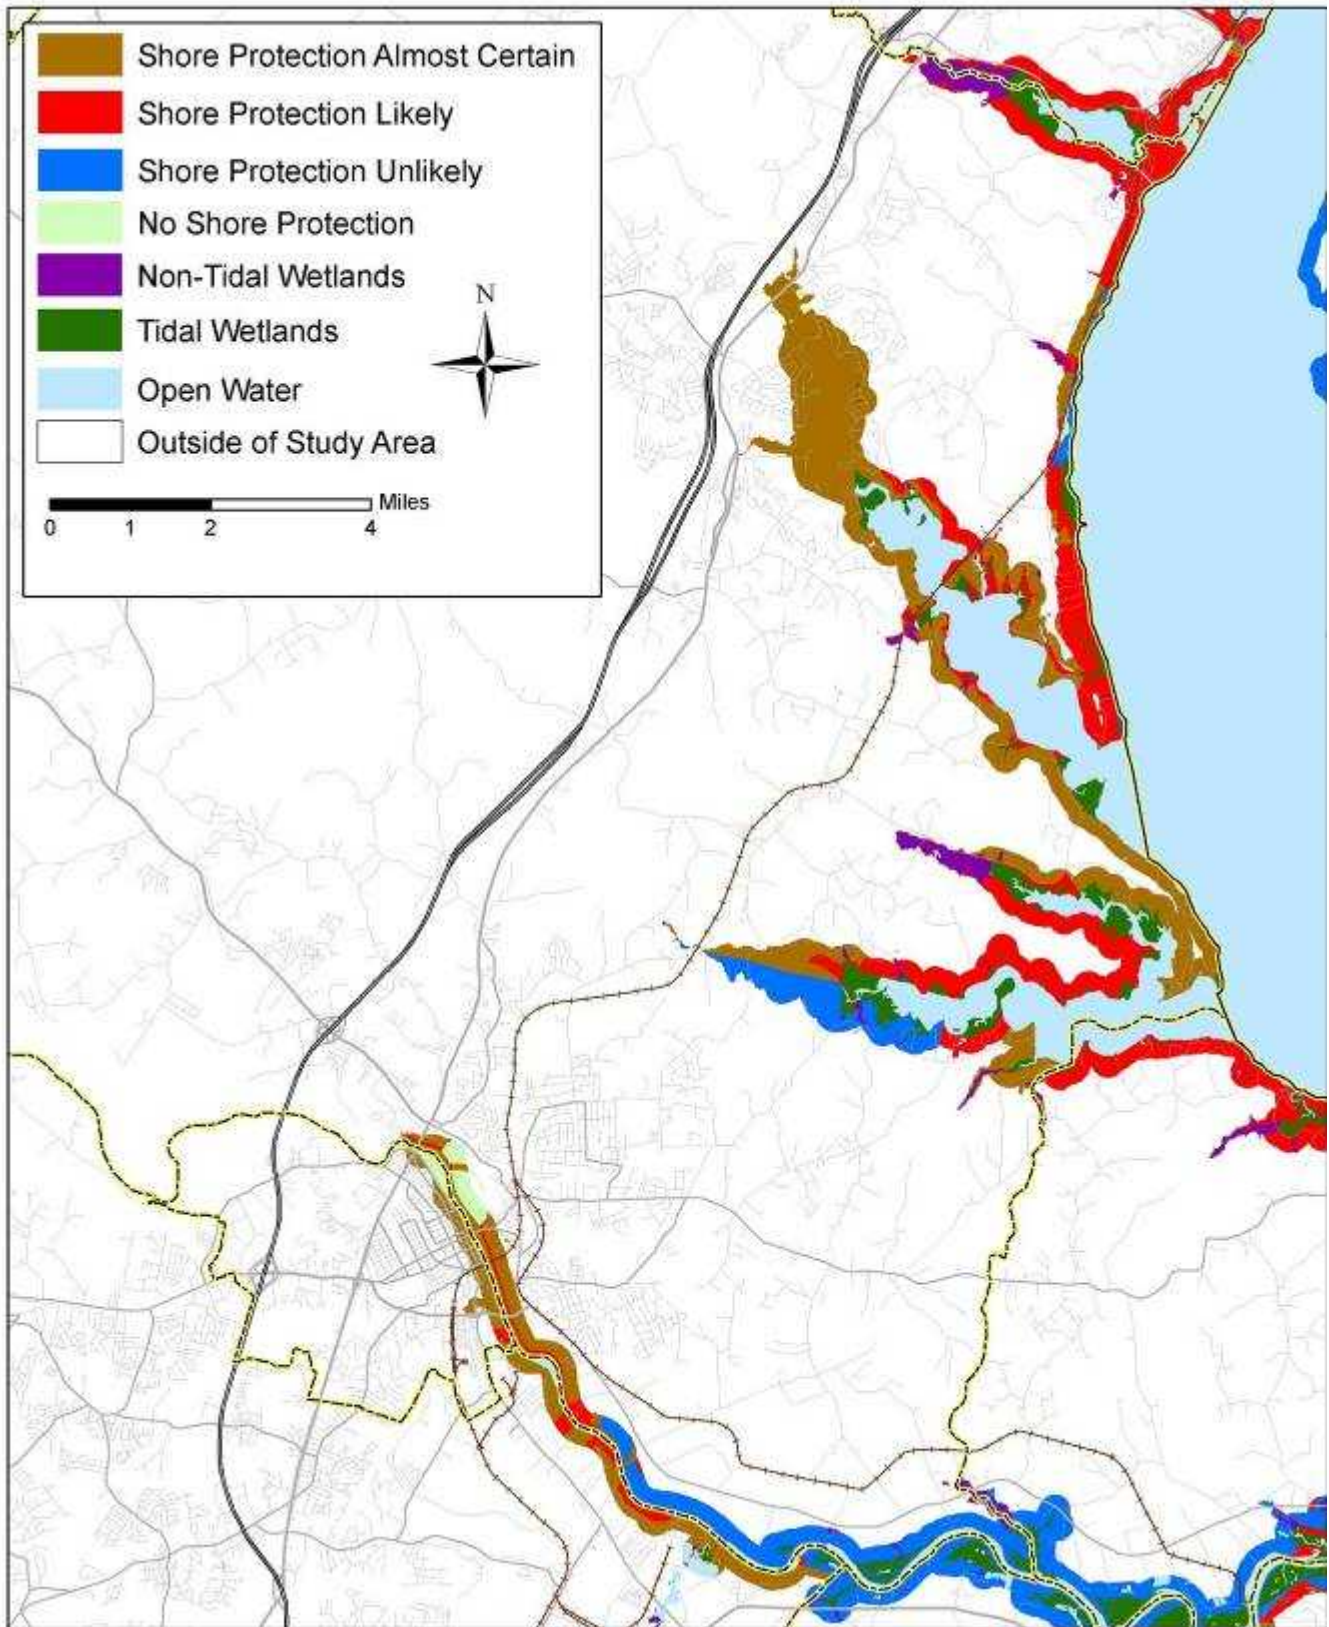 Shore Protection Almost Certain
Shore Protection Likely
Shore Protection Unlikely
No Shore Protection
Non-Tidal Wetlands
N
Tidal Wetlands
Open Water
Outside of Study Area
Miles
0 1 2 4